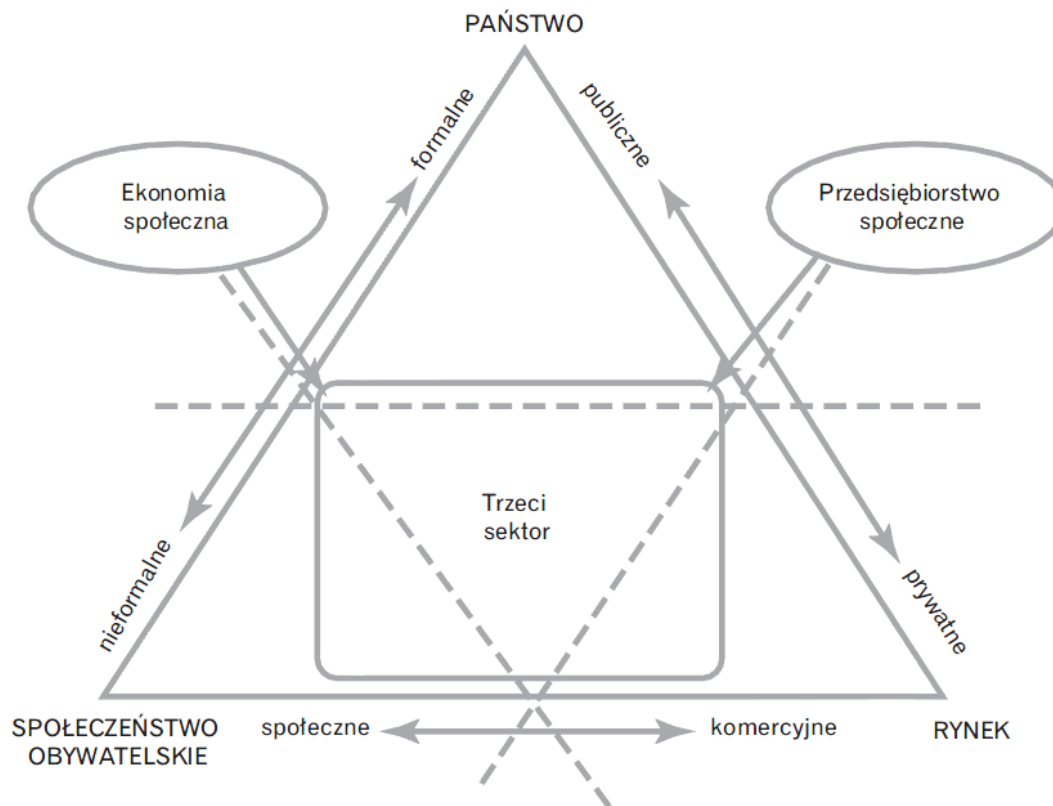 PAŃSTWO
formalne
publiczne
Ekonomia
społeczna
Przedsiębiorstwo
społeczne
Trzeci
sektor
nieformalne
prywatne
SPOŁECZEŃSTWO
OBYWATELSKIE
społeczne
komercyjne
RYNEK